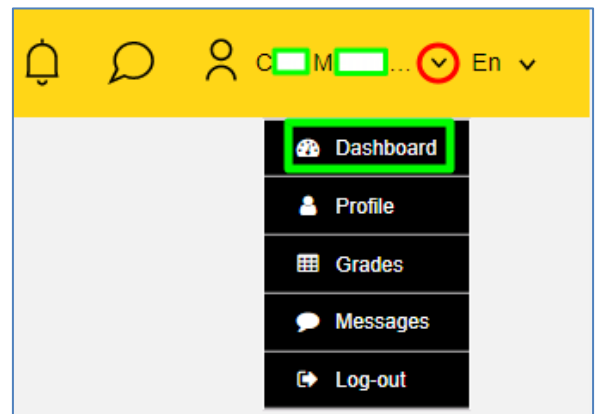 C M ... En
Dashboard
Profile
Grades
Messages
Log-out